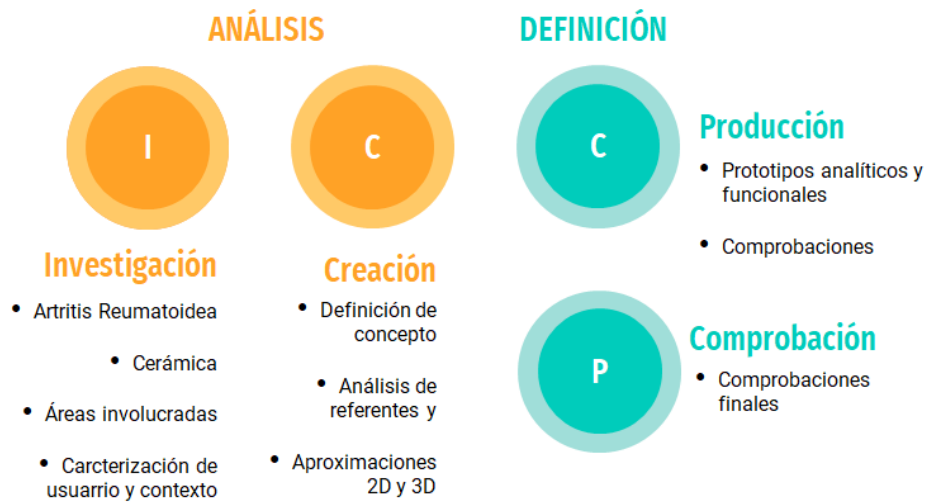 ANÁLISIS
I
Investigación
• Artritis Reumatoidea
• Cerámica
• Áreas involucradas
• Carcterización de
usuarrio y contexto
C
Creación
• Definición de
concepto
• Análisis de
referentes y
• Aproximaciones
2D y 3D
DEFINICIÓN
C
Producción
• Prototipos analíticos y
funcionales
• Comprobaciones
P
Comprobación
• Comprobaciones
finales